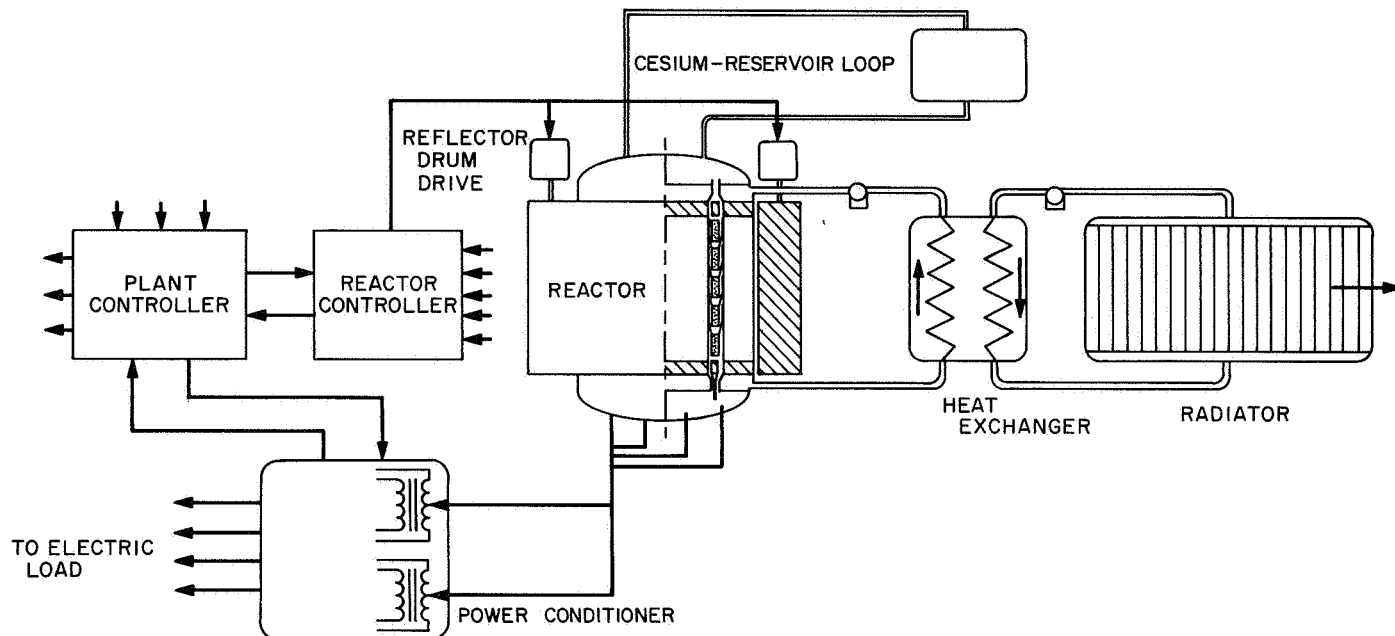 CESIUM-RESERVOIR LOOP
REFLECTOR
DRUM
DRIVE
PLANT
CONTROLLER
REACTOR
CONTROLLER
REACTOR
HEAT
EXCHANGER
RADIATOR
TO ELECTRIC
LOAD
POWER CONDITIONER